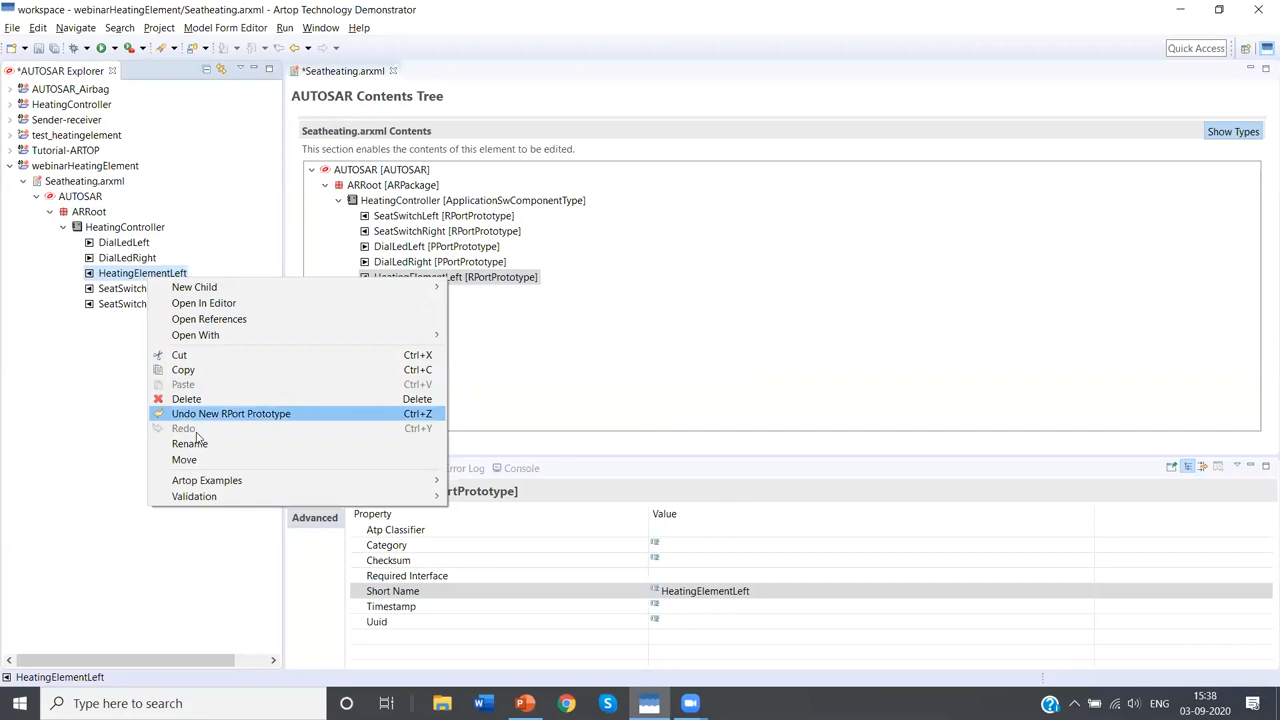 workspace - webinarHeatingElement/Seatheating.arxml - Artop Technology Demonstrator
File Edit Navigate Search Project Model Form Editor Run Window Help
Quick Access
*AUTOSAR Explorer
AUTOSAR_Airbag
HeatingController
Sender-receiver
test_heatingelement
Tutorial-ARTOP
webinarHeatingElement
Seatheating.arxml
AUTOSAR
ARRoot
HeatingController
DialLedLeft
DialLedRight
HeatingElementLeft
SeatSwitch
SeatSwitch
*Seatheating.arxml
AUTOSAR Contents Tree
Seatheating.arxml Contents
Show Types
This section enables the contents of this element to be edited.
AUTOSAR [AUTOSAR]
ARRoot [ARPackage]
HeatingController [ApplicationSwComponentType]
SeatSwitchLeft [RPortPrototype]
SeatSwitchRight [RPortPrototype]
DialLedLeft [PPortPrototype]
DialLedRight [PPortPrototype]
HeatingElementLeft [RPortPrototype]
New Child
Open In Editor
Open References
Open With
Cut Ctrl+X
Copy Ctrl+C
Paste Ctrl+V
Delete Delete
Undo New RPort Prototype Ctrl+Z
Redo Ctrl+Y
Rename
Move
Artop Examples
Validation
rror Log Console
rtPrototype]
Advanced
Property Value
Atp Classifier
Category
Checksum
Required Interface
Short Name HeatingElementLeft
Timestamp
Uuid
HeatingElementLeft
Type here to search
ENG
15:38
03-09-2020